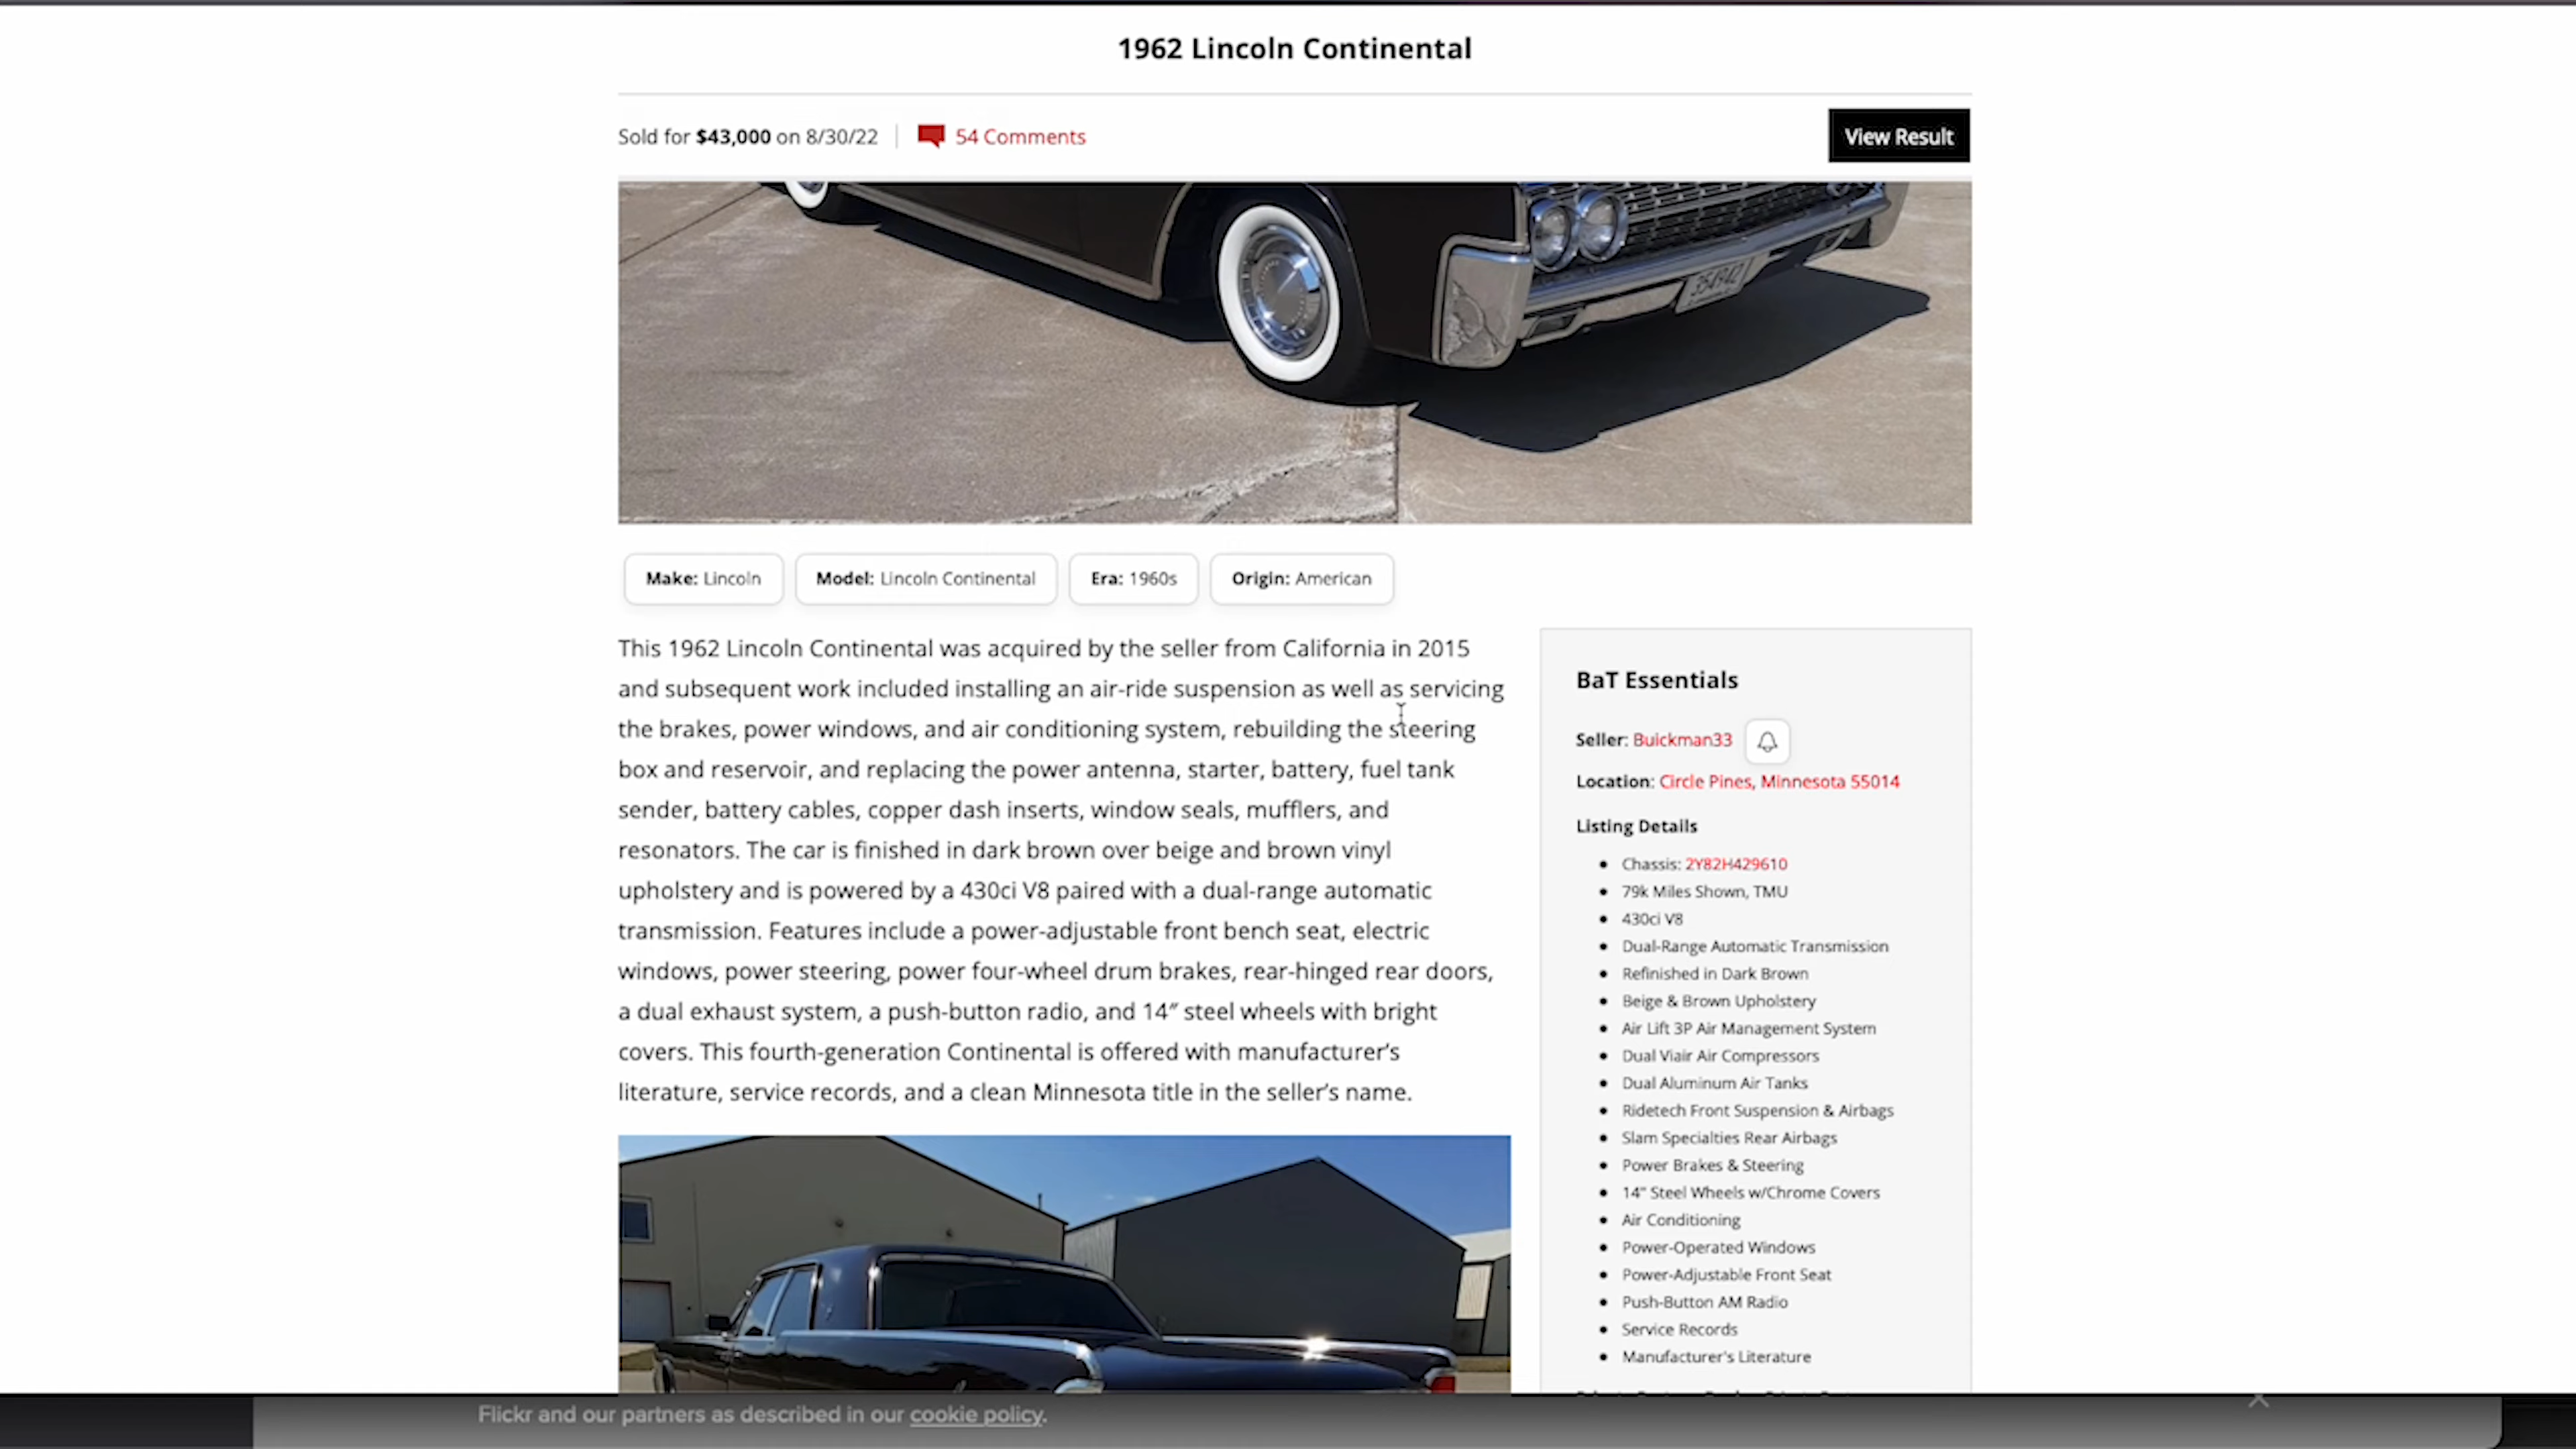 1962 Lincoln Continental
Sold for $43,000 on 8/30/22
54 Comments
View Result
354942
Make: Lincoln
Model: Lincoln Continental
Era: 1960s
Origin: American
This 1962 Lincoln Continental was acquired by the seller from California in 2015
and subsequent work included installing an air-ride suspension as well as servicing
the brakes, power windows, and air conditioning system, rebuilding the steering
box and reservoir, and replacing the power antenna, starter, battery, fuel tank
sender, battery cables, copper dash inserts, window seals, mufflers, and
resonators. The car is finished in dark brown over beige and brown vinyl
upholstery and is powered by a 430ci V8 paired with a dual-range automatic
transmission. Features include a power-adjustable front bench seat, electric
windows, power steering, power four-wheel drum brakes, rear-hinged rear doors,
a dual exhaust system, a push-button radio, and 14″ steel wheels with bright
covers. This fourth-generation Continental is offered with manufacturer’s
literature, service records, and a clean Minnesota title in the seller’s name.
BaT Essentials
Seller: Buickman33
Location: Circle Pines, Minnesota 55014
Listing Details
• Chassis: 2Y82H429610
• 79k Miles Shown, TMU
• 430ci V8
• Dual-Range Automatic Transmission
• Refinished in Dark Brown
• Beige & Brown Upholstery
• Air Lift 3P Air Management System
• Dual Viair Air Compressors
• Dual Aluminum Air Tanks
• Ridetech Front Suspension & Airbags
• Slam Specialties Rear Airbags
• Power Brakes & Steering
• 14" Steel Wheels w/Chrome Covers
• Air Conditioning
• Power-Operated Windows
• Power-Adjustable Front Seat
• Push-Button AM Radio
• Service Records
• Manufacturer's Literature
Flickr and our partners as described in our cookie policy.